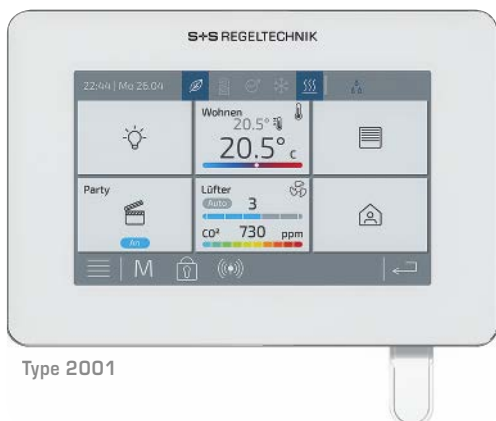 S+S REGELTECHNIK
22:44 | Mo 26.04
Wohnen
20.5°
20.5° c
Party
An
Lüfter
Auto 3
CO² 730 ppm
M
Type 2001